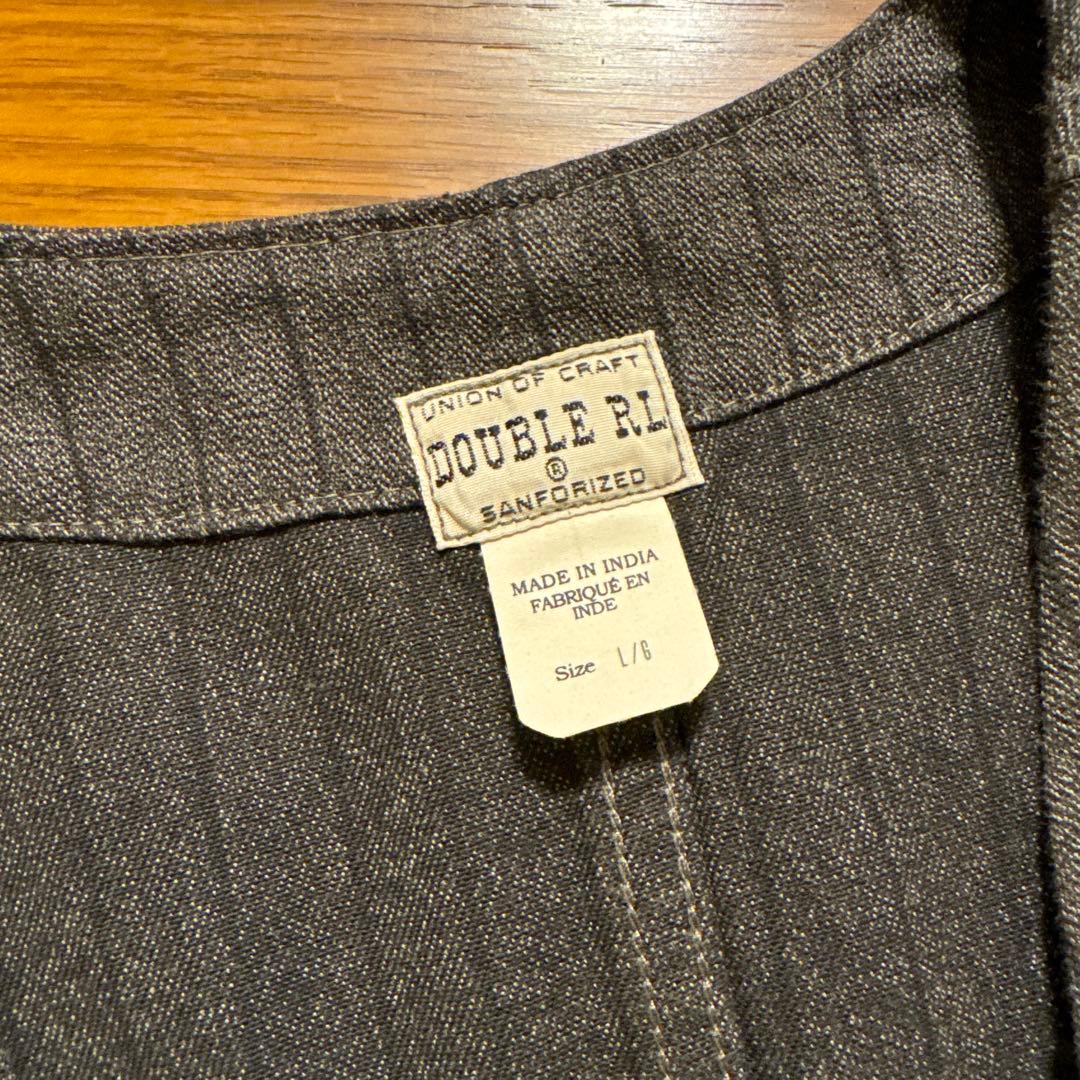 UNION OF CRAFT
DOUBLE RL
®
SANFORIZED
MADE IN INDIA
FABRIQUÉ EN
INDE
Size L/G